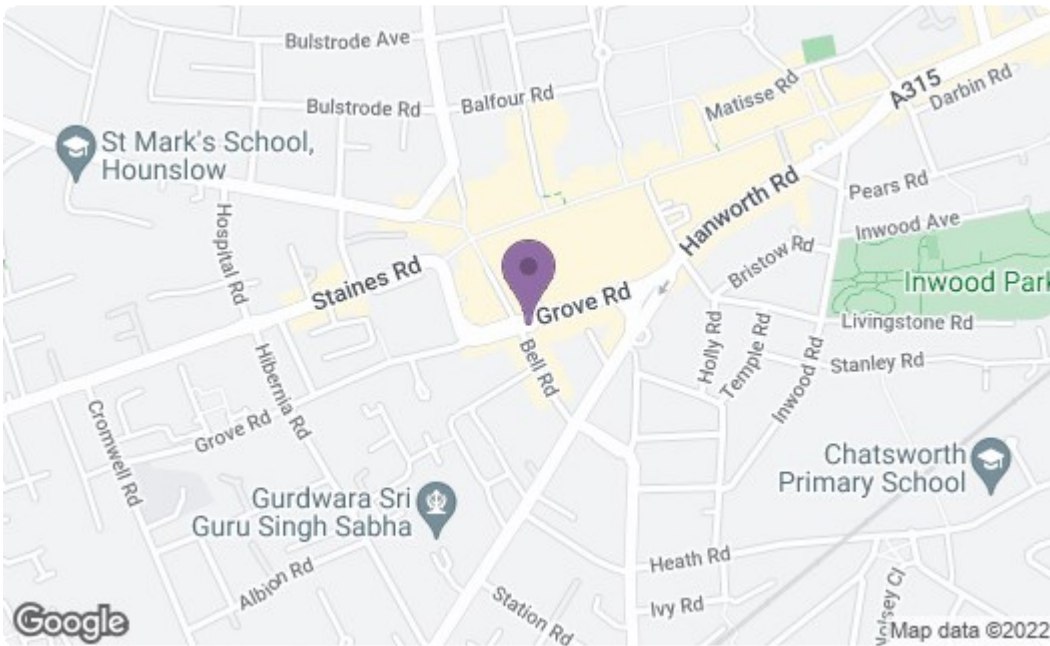 Bulstrode Ave
Bulstrode Rd
Balfour Rd
Matisse Rd
A315
Darbin Rd
St Mark's School,
Hounslow
Pears Rd
Hospital Rd
Hanworth Rd
Inwood Ave
Bristow Rd
Staines Rd
Inwood Park
Grove Rd
Livingstone Rd
Bell Rd
Holly Rd
Temple Rd
Stanley Rd
Inwood Rd
Hibernia Rd
Cromwell Rd
Grove Rd
Chatsworth
Primary School
Gurdwara Sri
Guru Singh Sabha
Heath Rd
Albion Rd
Station Rd
Ivy Rd
Google
Map data ©2022